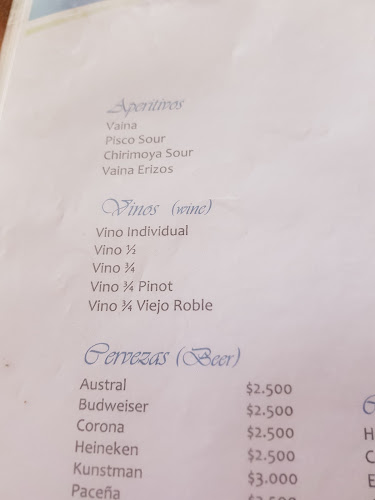 Aperitivos
Vaina
Pisco Sour
Chirimoya Sour
Vaina Erizos
Vinos (wine)
Vino Individual
Vino ½
Vino ¾
Vino ¾ Pinot
Vino ¾ Viejo Roble
Cervezas (Beer)
Austral $2.500
Budweiser $2.500
Corona $2.500
Heineken $2.500
Kunstman $3.000
Paceña